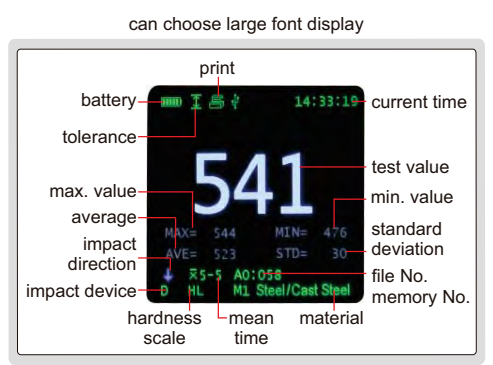 can choose large font display
print
battery
14:33:19
current time
tolerance
541
test value
max. value
min. value
MAX= 544 MIN= 476
average
standard deviation
AVE= 523 STD= 30
impact direction
x̅5-5 A0:058
file No.
memory No.
impact device
D HL M1 Steel/Cast Steel
hardness scale
mean time
material